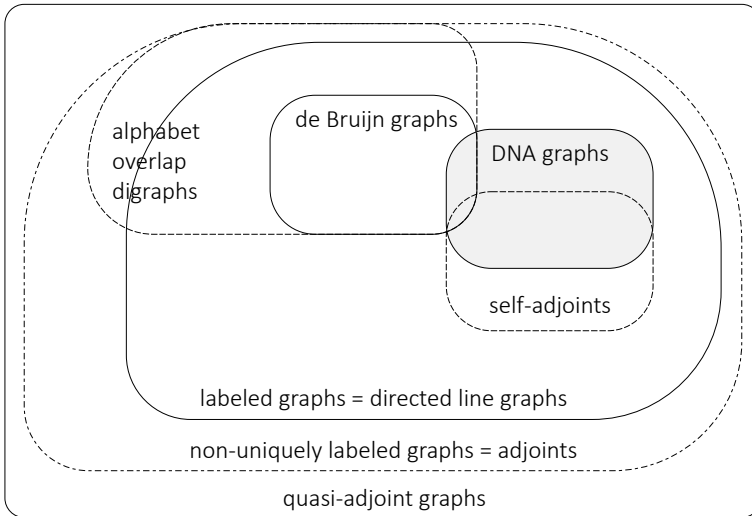 de Bruijn graphs
alphabet
overlap
digraphs
DNA graphs
self-adjoints
labeled graphs = directed line graphs
non-uniquely labeled graphs = adjoints
quasi-adjoint graphs